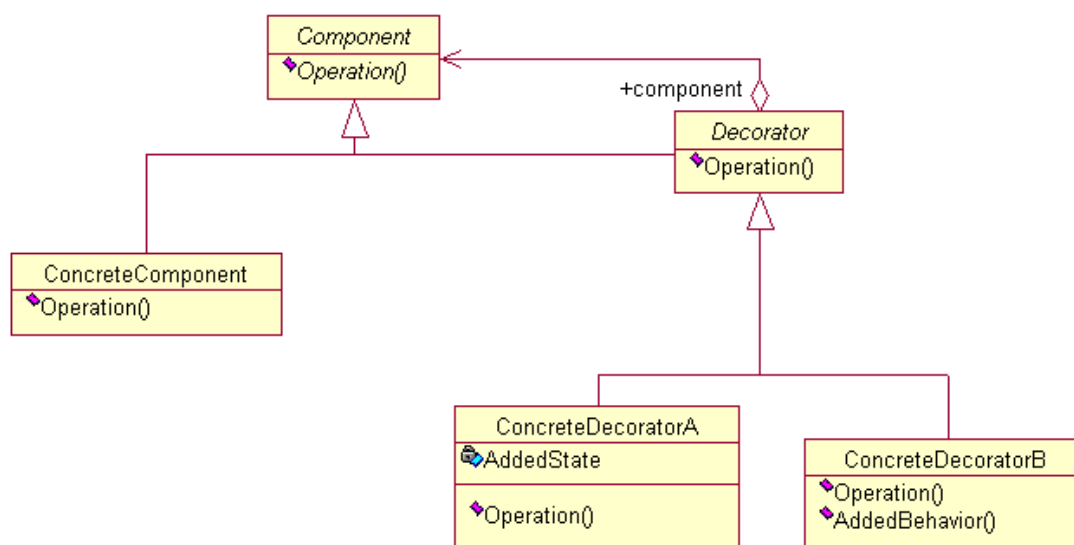 Component
Operation()
+component
Decorator
Operation()
ConcreteComponent
Operation()
ConcreteDecoratorA
AddedState
Operation()
ConcreteDecoratorB
Operation()
AddedBehavior()